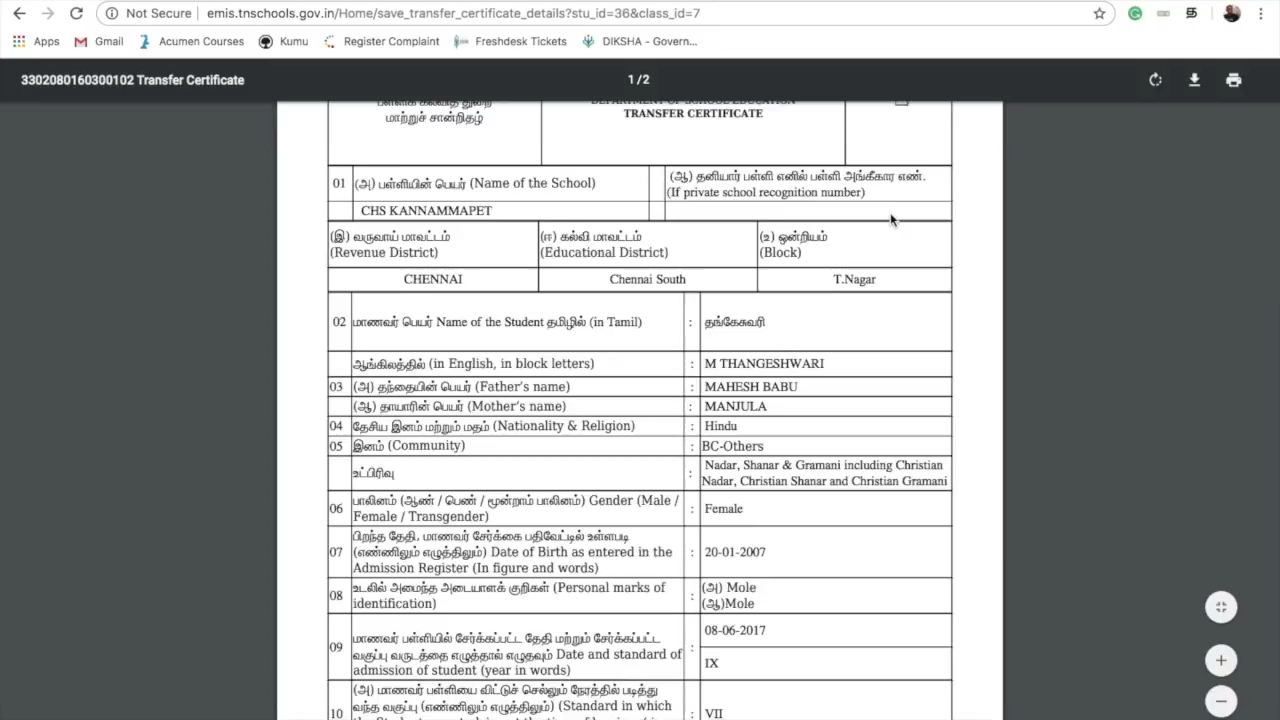 Not Secure | emis.tnschools.gov.in/Home/save_transfer_certificate_details?stu_id=36&class_id=7
Apps Gmail Acumen Courses Kumu Register Complaint Freshdesk Tickets DIKSHA - Govern...
3302080160300102 Transfer Certificate 1 / 2
பள்ளிக் கல்வித் துறை
மாற்றுச் சான்றிதழ்
DEPARTMENT OF SCHOOL EDUCATION
TRANSFER CERTIFICATE
01 (அ) பள்ளியின் பெயர் (Name of the School)
(ஆ) தனியார் பள்ளி எனில் பள்ளி அங்கீகார எண்.
(If private school recognition number)
CHS KANNAMMAPET
(இ) வருவாய் மாவட்டம்
(Revenue District)
(ஈ) கல்வி மாவட்டம்
(Educational District)
(உ) ஒன்றியம்
(Block)
CHENNAI Chennai South T.Nagar
02 மாணவர் பெயர் Name of the Student தமிழில் (in Tamil) : தங்கேசுவரி
ஆங்கிலத்தில் (in English, in block letters) : M THANGESHWARI
03 (அ) தந்தையின் பெயர் (Father's name) : MAHESH BABU
(ஆ) தாயாரின் பெயர் (Mother's name) : MANJULA
04 தேசிய இனம் மற்றும் மதம் (Nationality & Religion) : Hindu
05 இனம் (Community) : BC-Others
உட்பிரிவு :
Nadar, Shanar & Gramani including Christian
Nadar, Christian Shanar and Christian Gramani
06
பாலினம் (ஆண் / பெண் / மூன்றாம் பாலினம்) Gender (Male /
Female / Transgender)
: Female
07
பிறந்த தேதி, மாணவர் சேர்க்கை பதிவேட்டில் உள்ளபடி
(எண்ணிலும் எழுத்திலும்) Date of Birth as entered in the
Admission Register (In figure and words)
: 20-01-2007
08
உடலில் அமைந்த அடையாளக் குறிகள் (Personal marks of
identification)
:
(அ) Mole
(ஆ)Mole
09
மாணவர் பள்ளியில் சேர்க்கப்பட்ட தேதி மற்றும் சேர்க்கப்பட்ட
வகுப்பு வருடத்தை எழுத்தால் எழுதவும் Date and standard of
admission of student (year in words)
:
08-06-2017
IX
10
(அ) மாணவர் பள்ளியை விட்டுச் செல்லும் நேரத்தில் படித்து
வந்த வகுப்பு (எண்ணிலும் எழுத்திலும்) (Standard in which
: VII